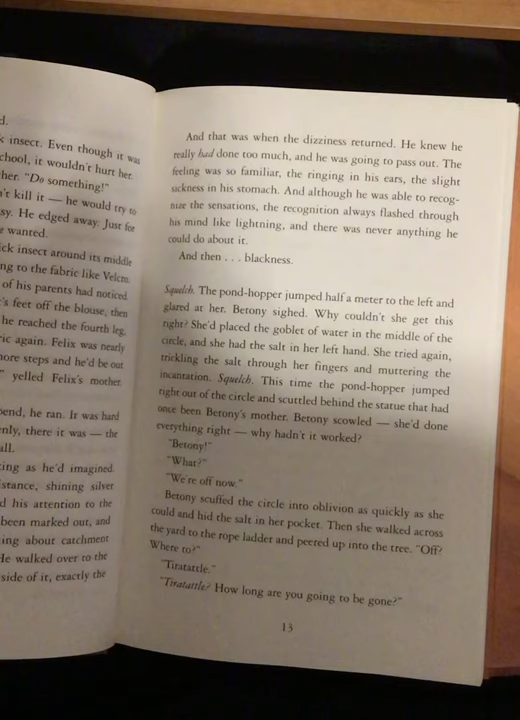 d.
k insect. Even though it was
chool, it wouldn't hurt her.
her. "Do something!"
't kill it — he would try to
sy. He edged away. Just for
e wanted.
ick insect around its middle
ng to the fabric like Velcro.
of his parents had noticed.
's feet off the blouse, then
he reached the fourth leg,
ric again. Felix was nearly
more steps and he'd be out
" yelled Felix's mother.
pend, he ran. It was hard
enly, there it was — the
all.
ting as he'd imagined.
istance, shining silver
d his attention to the
been marked out, and
ing about catchment
He walked over to the
side of it, exactly the
And that was when the dizziness returned. He knew he
really had done too much, and he was going to pass out. The
feeling was so familiar, the ringing in his ears, the slight
sickness in his stomach. And although he was able to recog-
nize the sensations, the recognition always flashed through
his mind like lightning, and there was never anything he
could do about it.
And then . . . blackness.
Squelch. The pond-hopper jumped half a meter to the left and
glared at her. Betony sighed. Why couldn't she get this
right? She'd placed the goblet of water in the middle of the
circle, and she had the salt in her left hand. She tried again,
trickling the salt through her fingers and muttering the
incantation. Squelch. This time the pond-hopper jumped
right out of the circle and scuttled behind the statue that had
once been Betony's mother. Betony scowled — she'd done
everything right — why hadn't it worked?
"Betony!"
"What?"
"We're off now."
Betony scuffed the circle into oblivion as quickly as she
could and hid the salt in her pocket. Then she walked across
the yard to the rope ladder and peered up into the tree. "Off?
Where to?"
"Tiratattle."
"Tiratattle? How long are you going to be gone?"
13